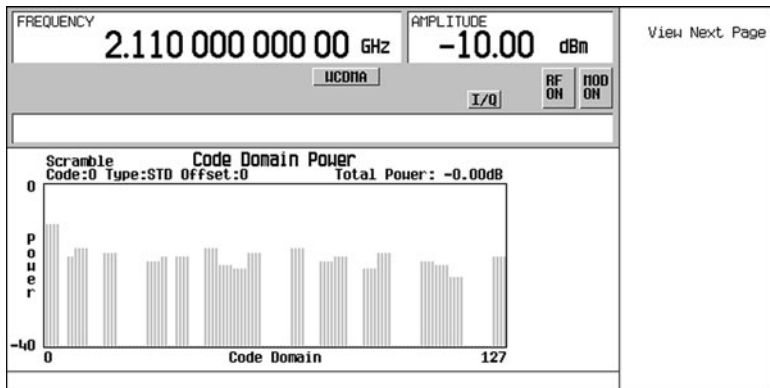 FREQUENCY
2.110 000 000 00 GHz
AMPLITUDE
-10.00 dBm
View Next Page
WCDMA
I/Q
RF ON
MOD ON
Code Domain Power
Scramble
Code:0 Type:STD Offset:0
Total Power: -0.00dB
0
Power
-40
0
Code Domain
127